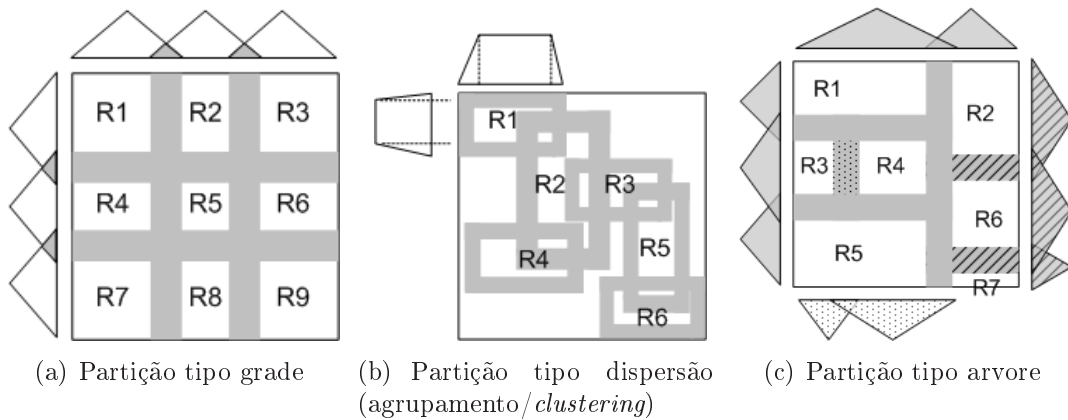 R1 R2 R3
R4 R5 R6
R7 R8 R9
(a) Partição tipo grade
R1
R2 R3
R4
R5
R6
(b) Partição tipo dispersão
(agrupamento/clustering)
R1
R2
R3 R4
R6
R5
R7
(c) Partição tipo arvore